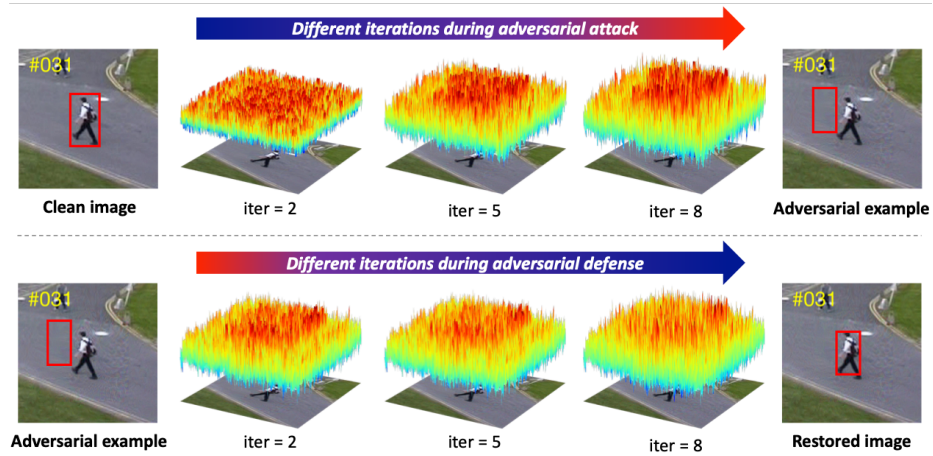 Different iterations during adversarial attack
#031
#031
Clean image
iter = 2
iter = 5
iter = 8
Adversarial example
Different iterations during adversarial defense
#031
#031
Adversarial example
iter = 2
iter = 5
iter = 8
Restored image